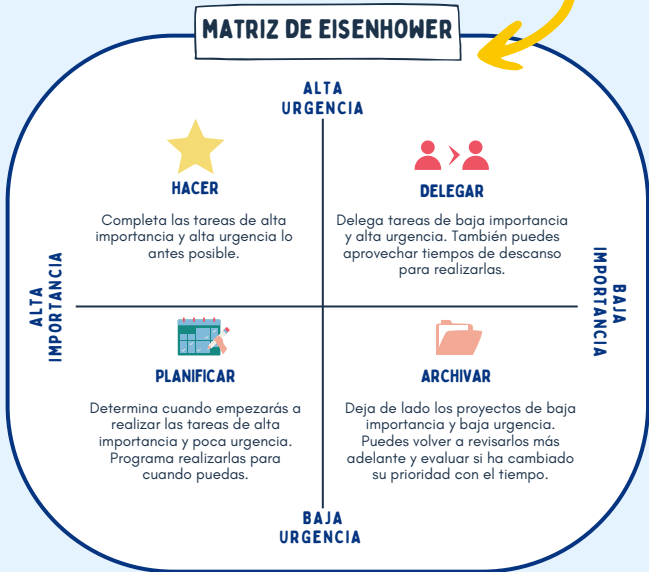 MATRIZ DE EISENHOWER
ALTA
URGENCIA
HACER
Completa las tareas de alta
importancia y alta urgencia lo
antes posible.
DELEGAR
Delega tareas de baja importancia
y alta urgencia. También puedes
aprovechar tiempos de descanso
para realizarlas.
ALTA
IMPORTANCIA
BAJA
IMPORTANCIA
PLANIFICAR
Determina cuando empezarás a
realizar las tareas de alta
importancia y poca urgencia.
Programa realizarlas para
cuando puedas.
ARCHIVAR
Deja de lado los proyectos de baja
importancia y baja urgencia.
Puedes volver a revisarlos más
adelante y evaluar si ha cambiado
su prioridad con el tiempo.
BAJA
URGENCIA